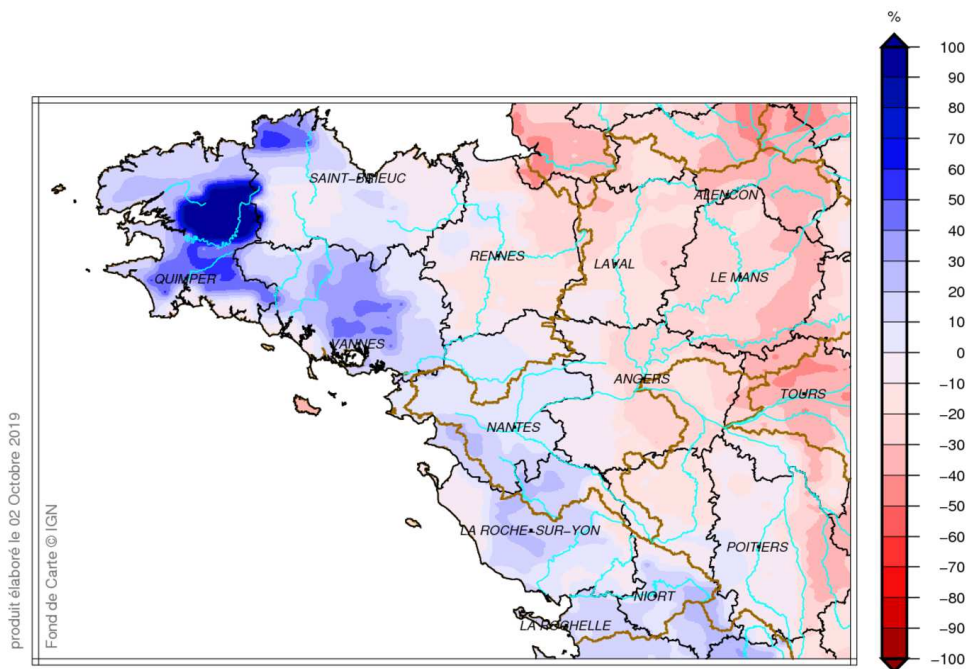 %
100
90
80
70
60
50
40
30
20
10
0
−10
−20
−30
−40
−50
−60
−70
−80
−90
−100
SAINT−BRIEUC
ALENCON
RENNES
LAVAL
QUIMPER
LE MANS
VANNES
ANGERS
TOURS
NANTES
LA ROCHE−SUR−YON
POITIERS
NIORT
LA ROCHELLE
produit élaboré le 02 Octobre 2019
Fond de Carte © IGN